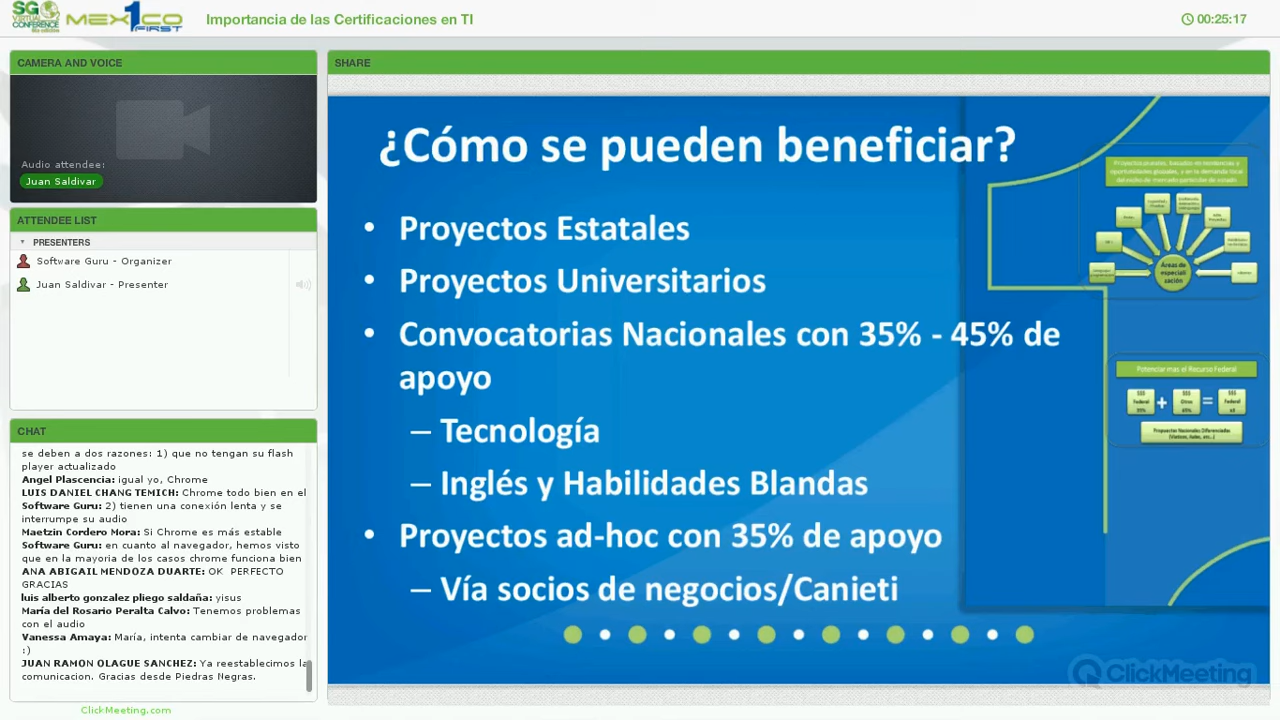 SG
VIRTUAL
CONFERENCE
MEXICO
FIRST
Importancia de las Certificaciones en TI
00:25:17
CAMERA AND VOICE
Audio attendee:
Juan Saldivar
ATTENDEE LIST
PRESENTERS
Software Guru - Organizer
Juan Saldivar - Presenter
CHAT
se deben a dos razones: 1) que no tengan su flash
player actualizado
Angel Plascencia: igual yo, Chrome
LUIS DANIEL CHANG TEMICH: Chrome todo bien en el
Software Guru: 2) tienen una conexión lenta y se
interrumpe su audio
Maetzin Cordero Mora: Si Chrome es más estable
Software Guru: en cuanto al navegador, hemos visto
que en la mayoria de los casos chrome funciona bien
ANA ABIGAIL MENDOZA DUARTE: OK PERFECTO
GRACIAS
luis alberto gonzalez pliego saldaña: yisus
María del Rosario Peralta Calvo: Tenemos problemas
con el audio
Vanessa Amaya: María, intenta cambiar de navegador
:)
JUAN RAMON OLAGUE SANCHEZ: Ya reestablecimos la
comunicacion. Gracias desde Piedras Negras.
ClickMeeting.com
SHARE
¿Cómo se pueden beneficiar?
• Proyectos Estatales
• Proyectos Universitarios
• Convocatorias Nacionales con 35% - 45% de
apoyo
– Tecnología
– Inglés y Habilidades Blandas
• Proyectos ad-hoc con 35% de apoyo
– Vía socios de negocios/Canieti
Áreas de
especiali
zación
Potenciar mas el Recurso Federal
$$$
Federal
+
$$$
Otros
=
$$$
Federal
ClickMeeting